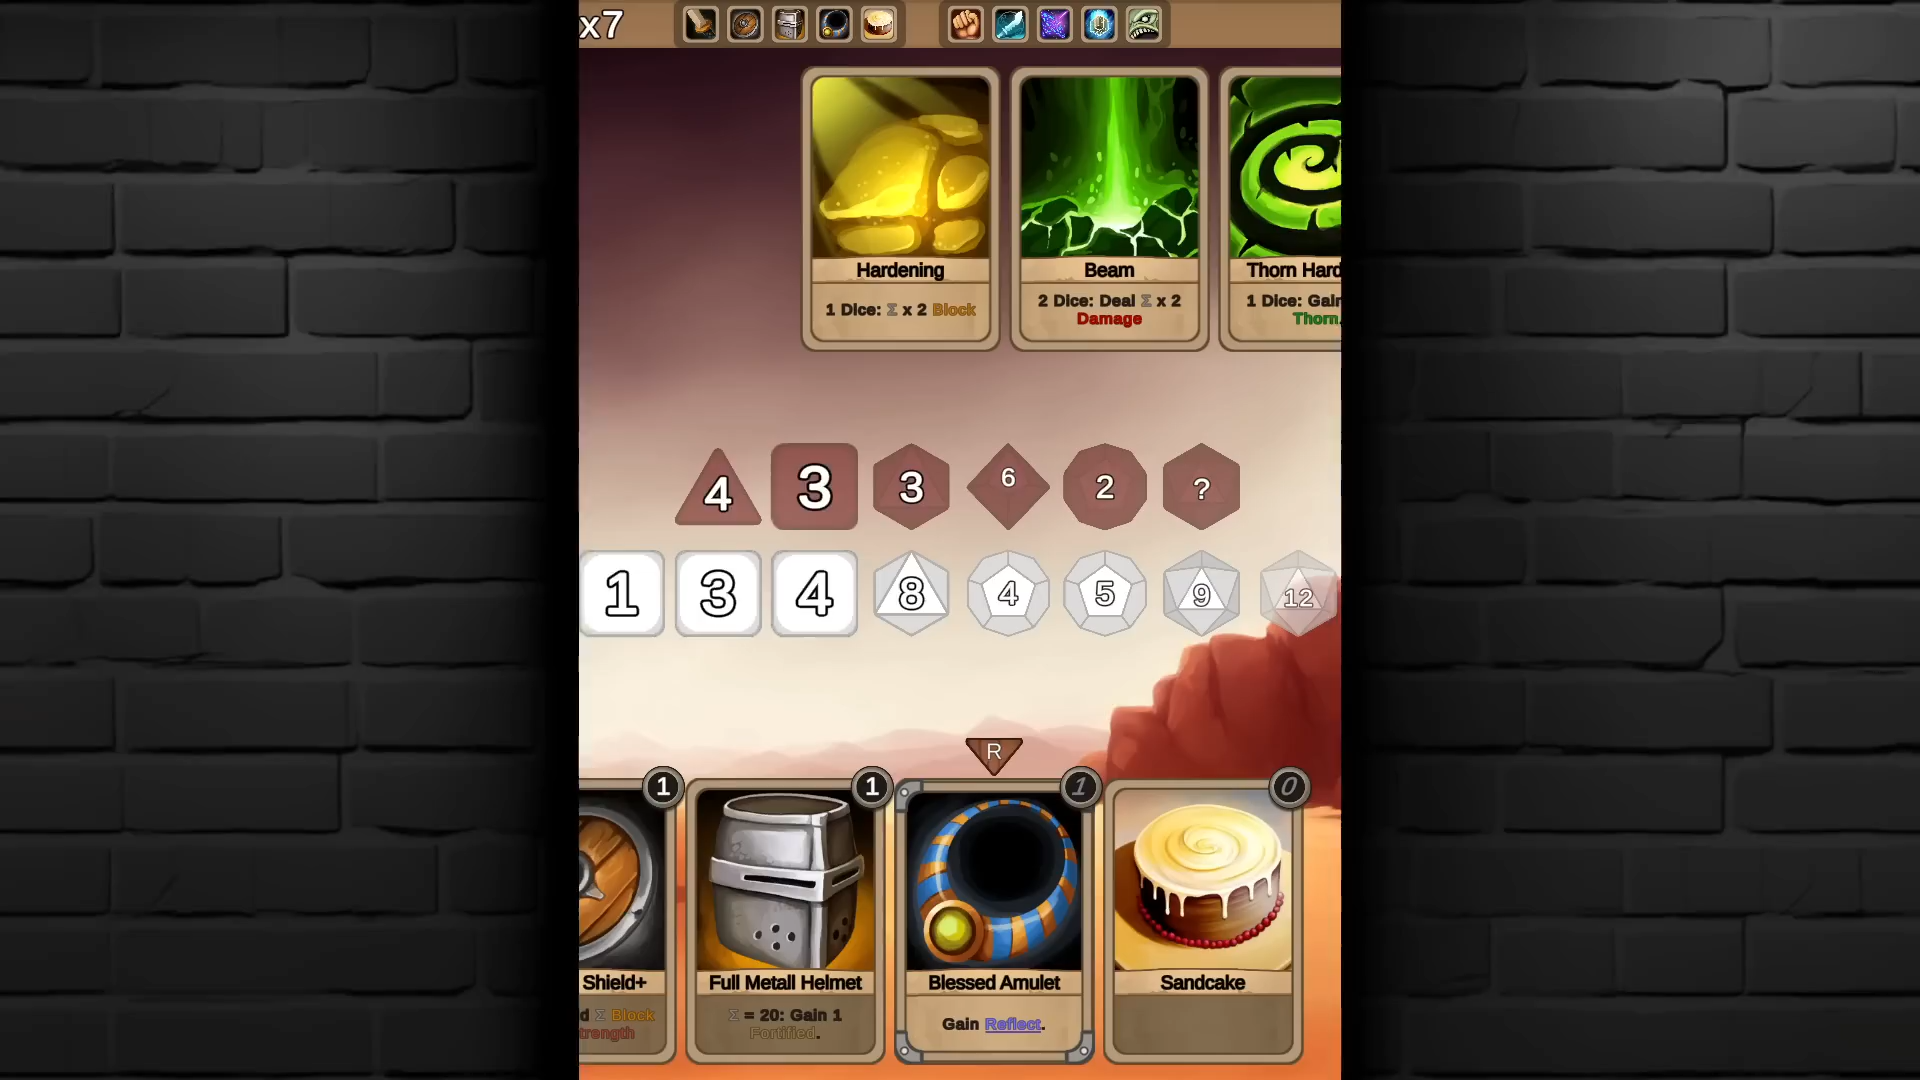 x7
Hardening
1 Dice: Σ x 2 Block
Beam
2 Dice: Deal Σ x 2
Damage
Thorn Hard
1 Dice: Gain
Thorn.
4 3 3 6 2 ?
1 3 4 8 4 5 9 12
R
1 1 1 0
Shield+
d Σ Block
trength
Full Metall Helmet
Σ = 20: Gain 1
Fortified.
Blessed Amulet
Gain Reflect.
Sandcake